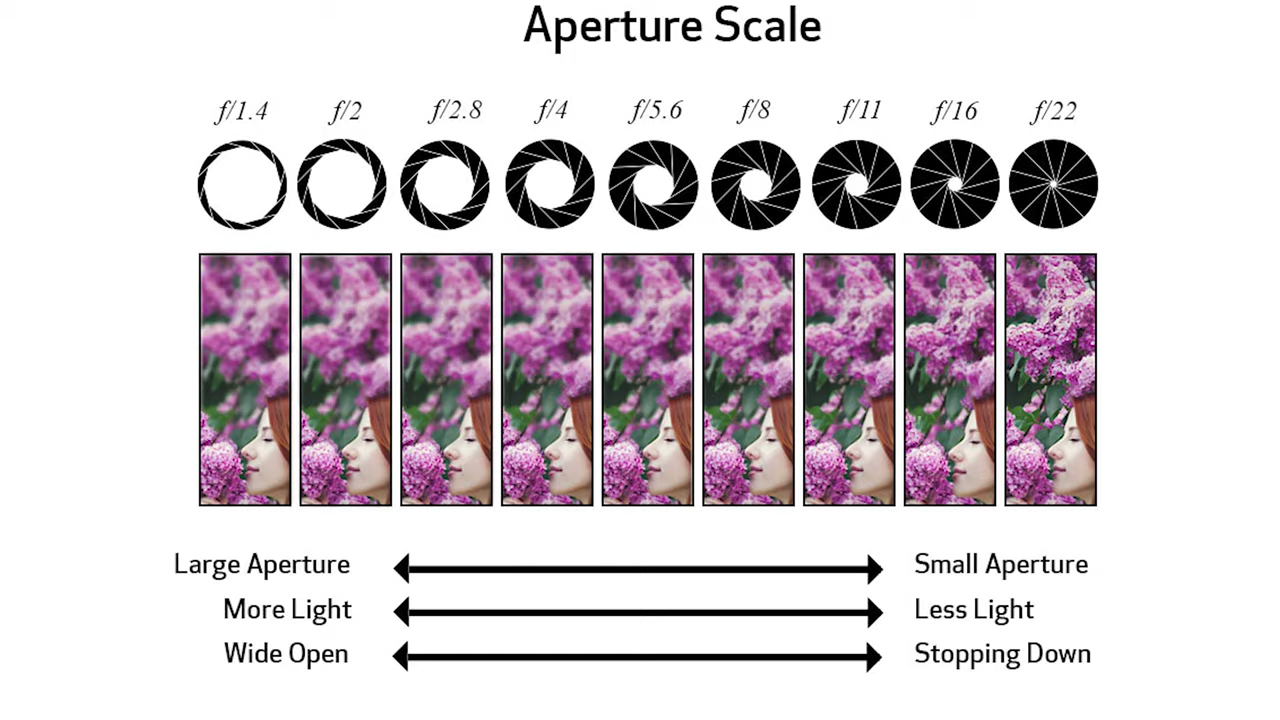 Aperture Scale
f/1.4 f/2 f/2.8 f/4 f/5.6 f/8 f/11 f/16 f/22
Large Aperture Small Aperture
More Light Less Light
Wide Open Stopping Down